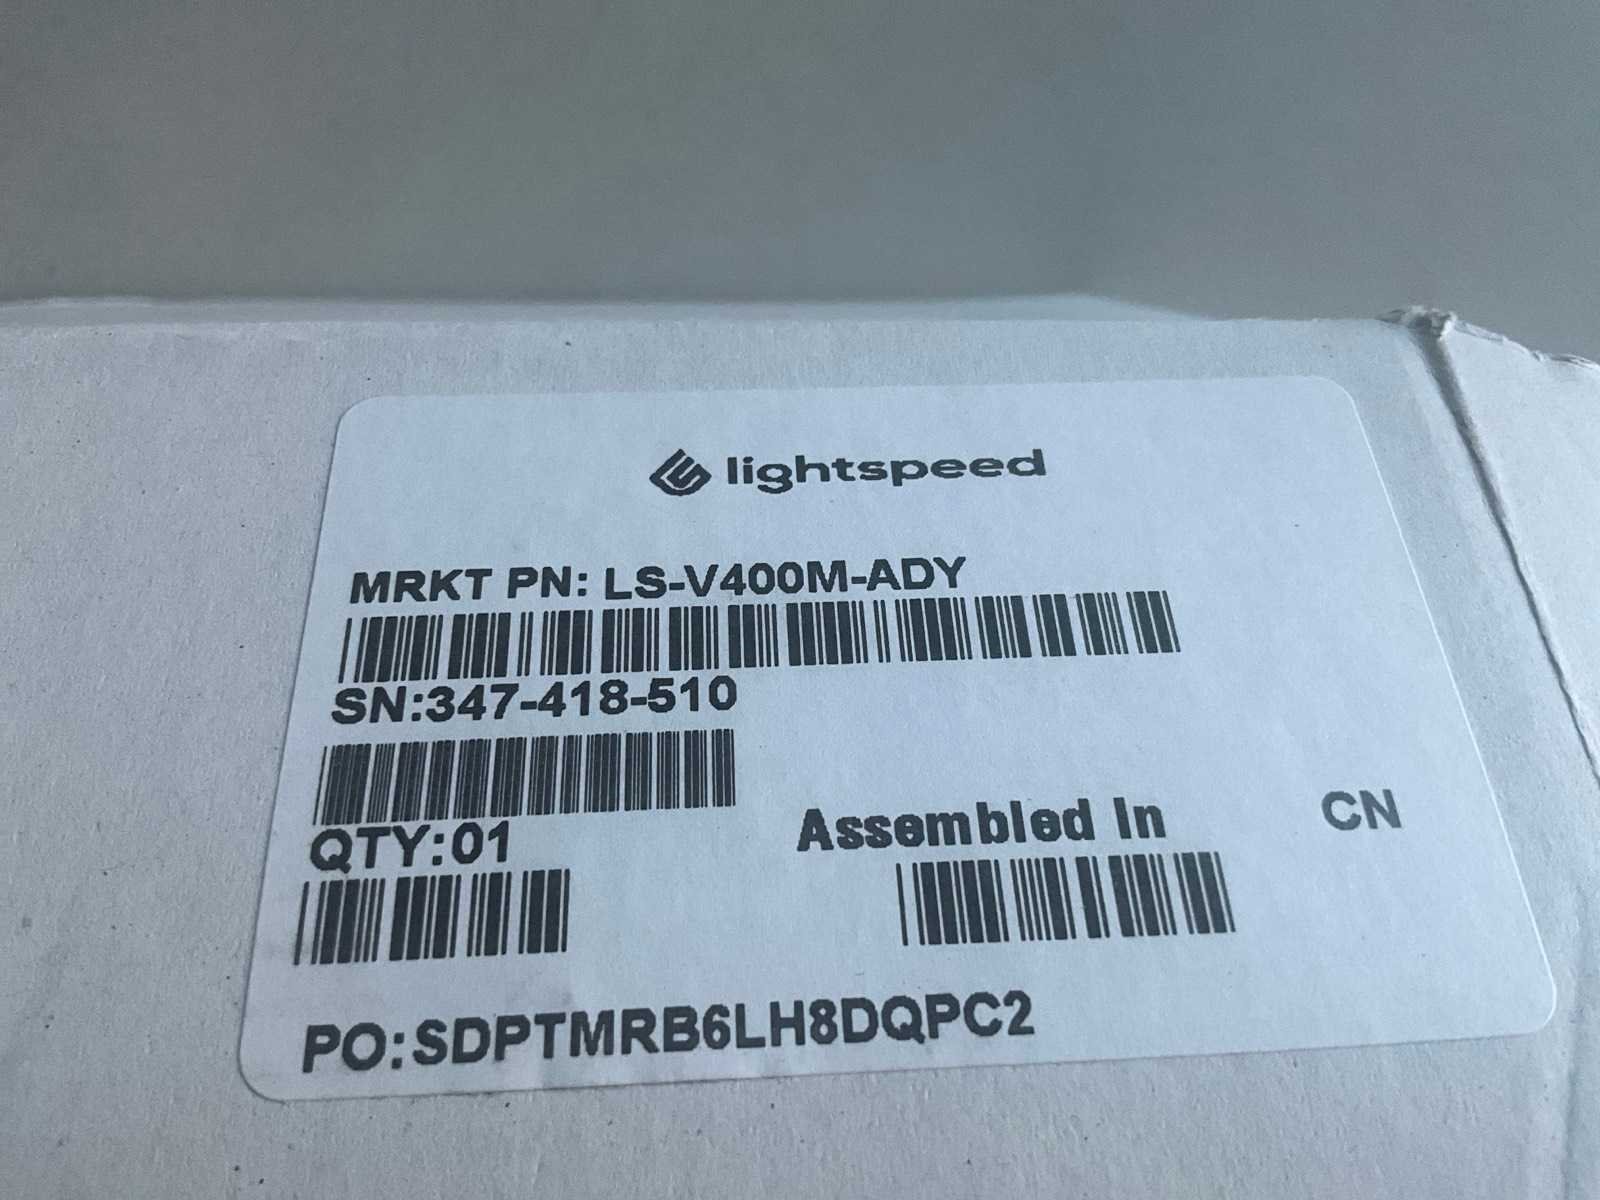 lightspeed
MRKT PN: LS-V400M-ADY
SN:347-418-510
QTY:01
Assembled In CN
PO:SDPTMRB6LH8DQPC2